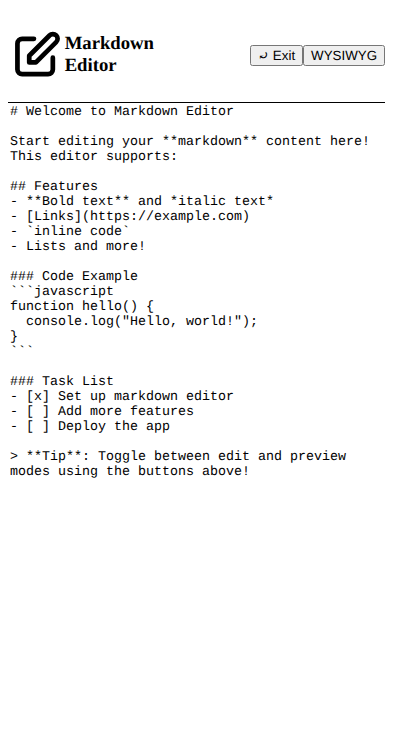 Markdown
Editor
⤾ Exit
WYSIWYG
# Welcome to Markdown Editor
Start editing your **markdown** content here!
This editor supports:
## Features
- **Bold text** and *italic text*
- [Links](https://example.com)
- `inline code`
- Lists and more!
### Code Example
```javascript
function hello() {
  console.log("Hello, world!");
}
```
### Task List
- [x] Set up markdown editor
- [ ] Add more features
- [ ] Deploy the app
> **Tip**: Toggle between edit and preview
modes using the buttons above!